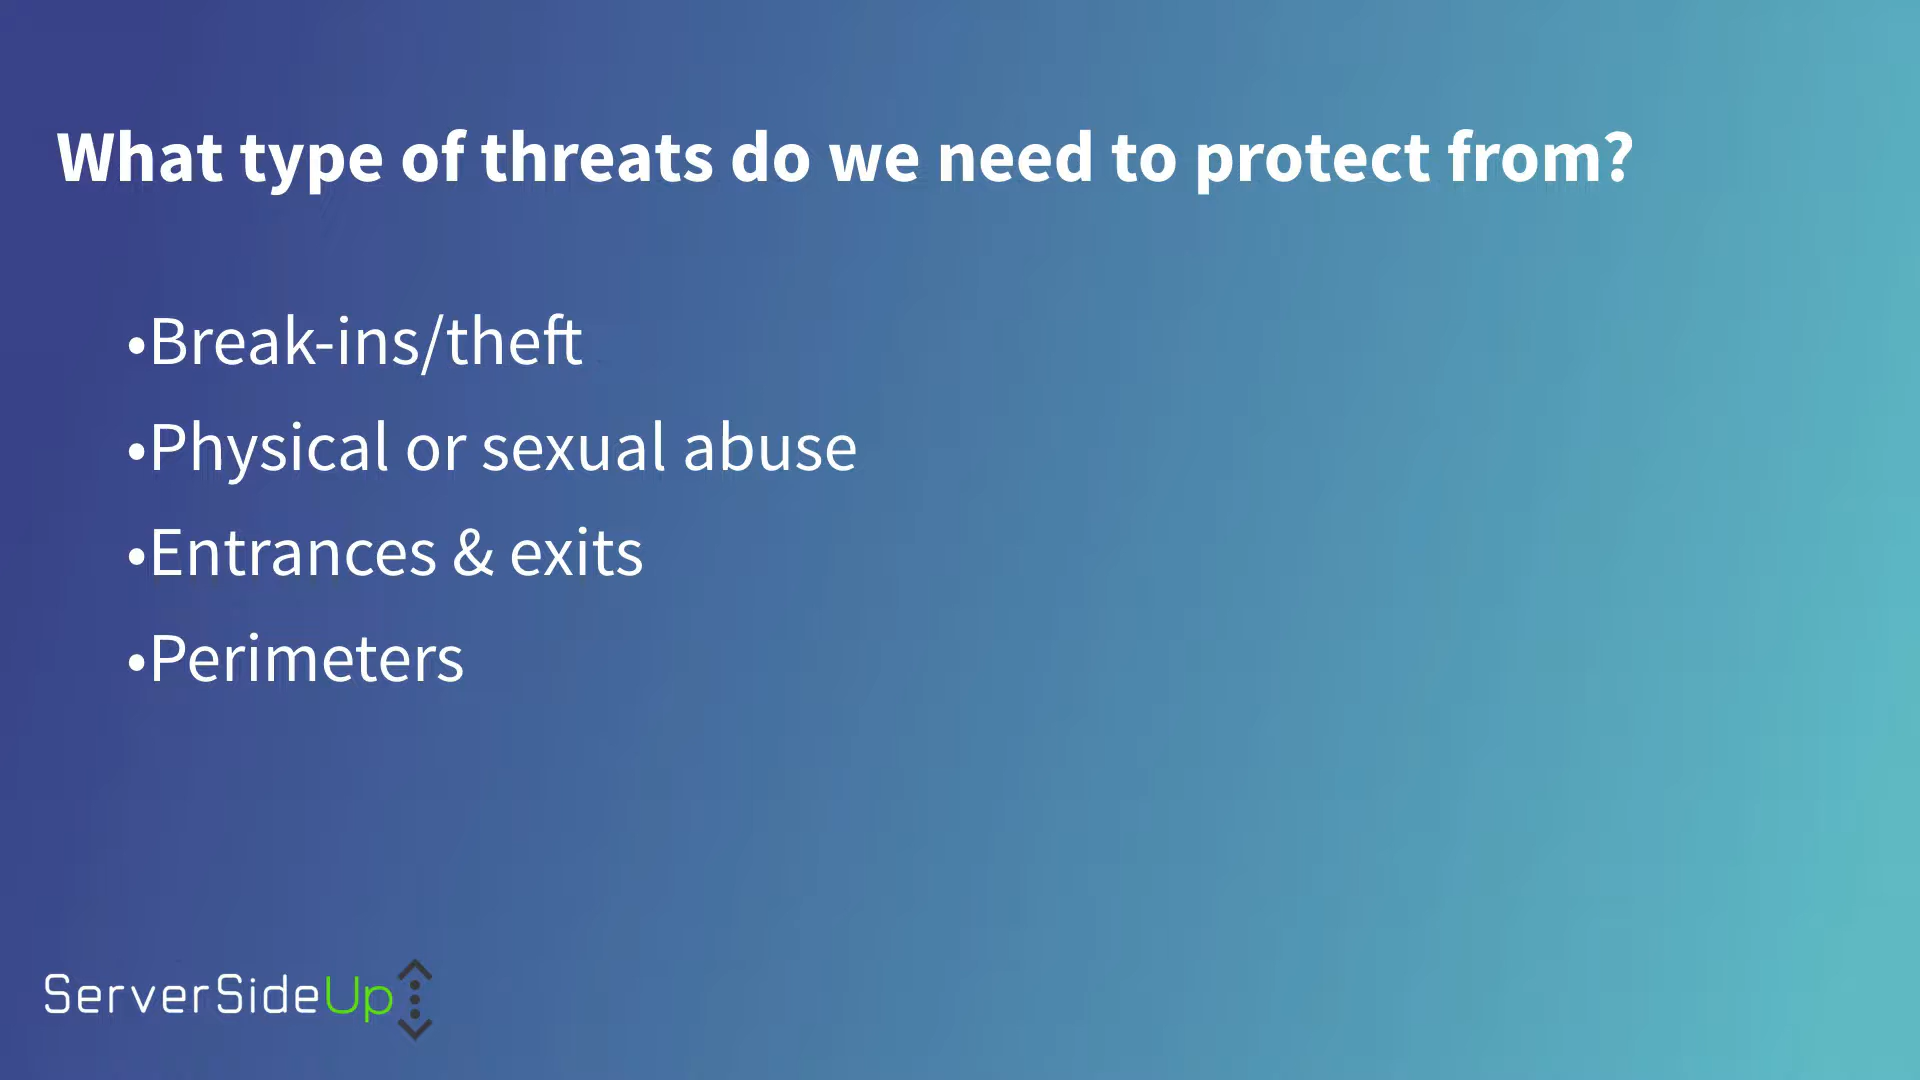 What type of threats do we need to protect from?
•Break-ins/theft
•Physical or sexual abuse
•Entrances & exits
•Perimeters
ServerSideUp